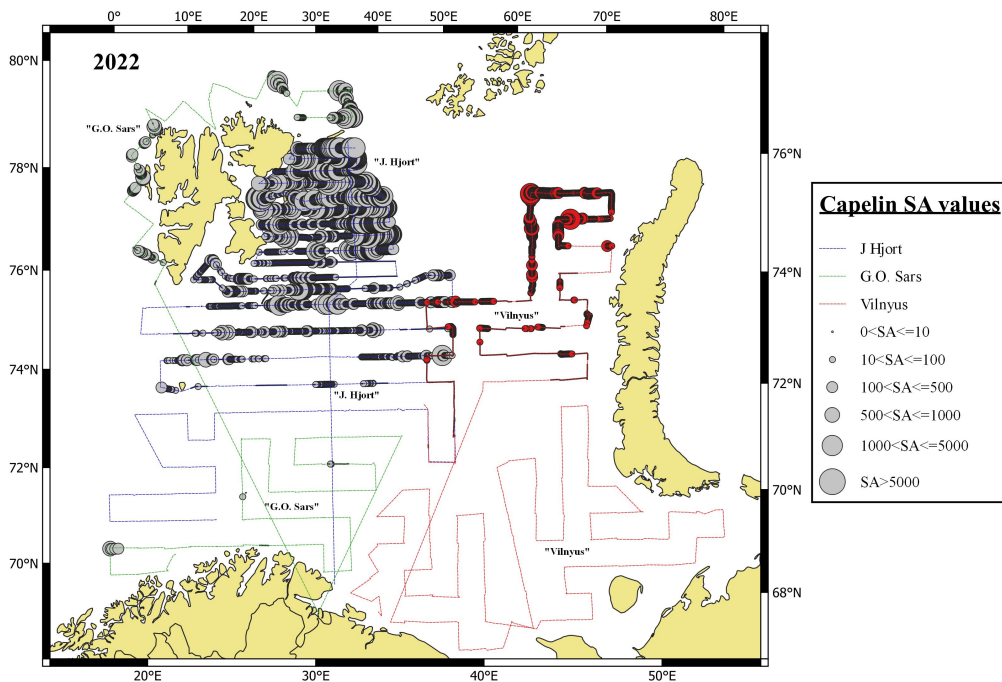 0° 10°E 20°E 30°E 40°E 50°E 60°E 70°E 80°E
80°N
2022
"G.O. Sars"
"J. Hjort"
78°N
76°N
76°N
74°N
"Vilnyus"
74°N
72°N
"J. Hjort"
72°N
70°N
"G.O. Sars"
"Vilnyus"
70°N
68°N
20°E 30°E 40°E 50°E
Capelin SA values
J Hjort
G.O. Sars
Vilnyus
0<SA<=10
10<SA<=100
100<SA<=500
500<SA<=1000
1000<SA<=5000
SA>5000